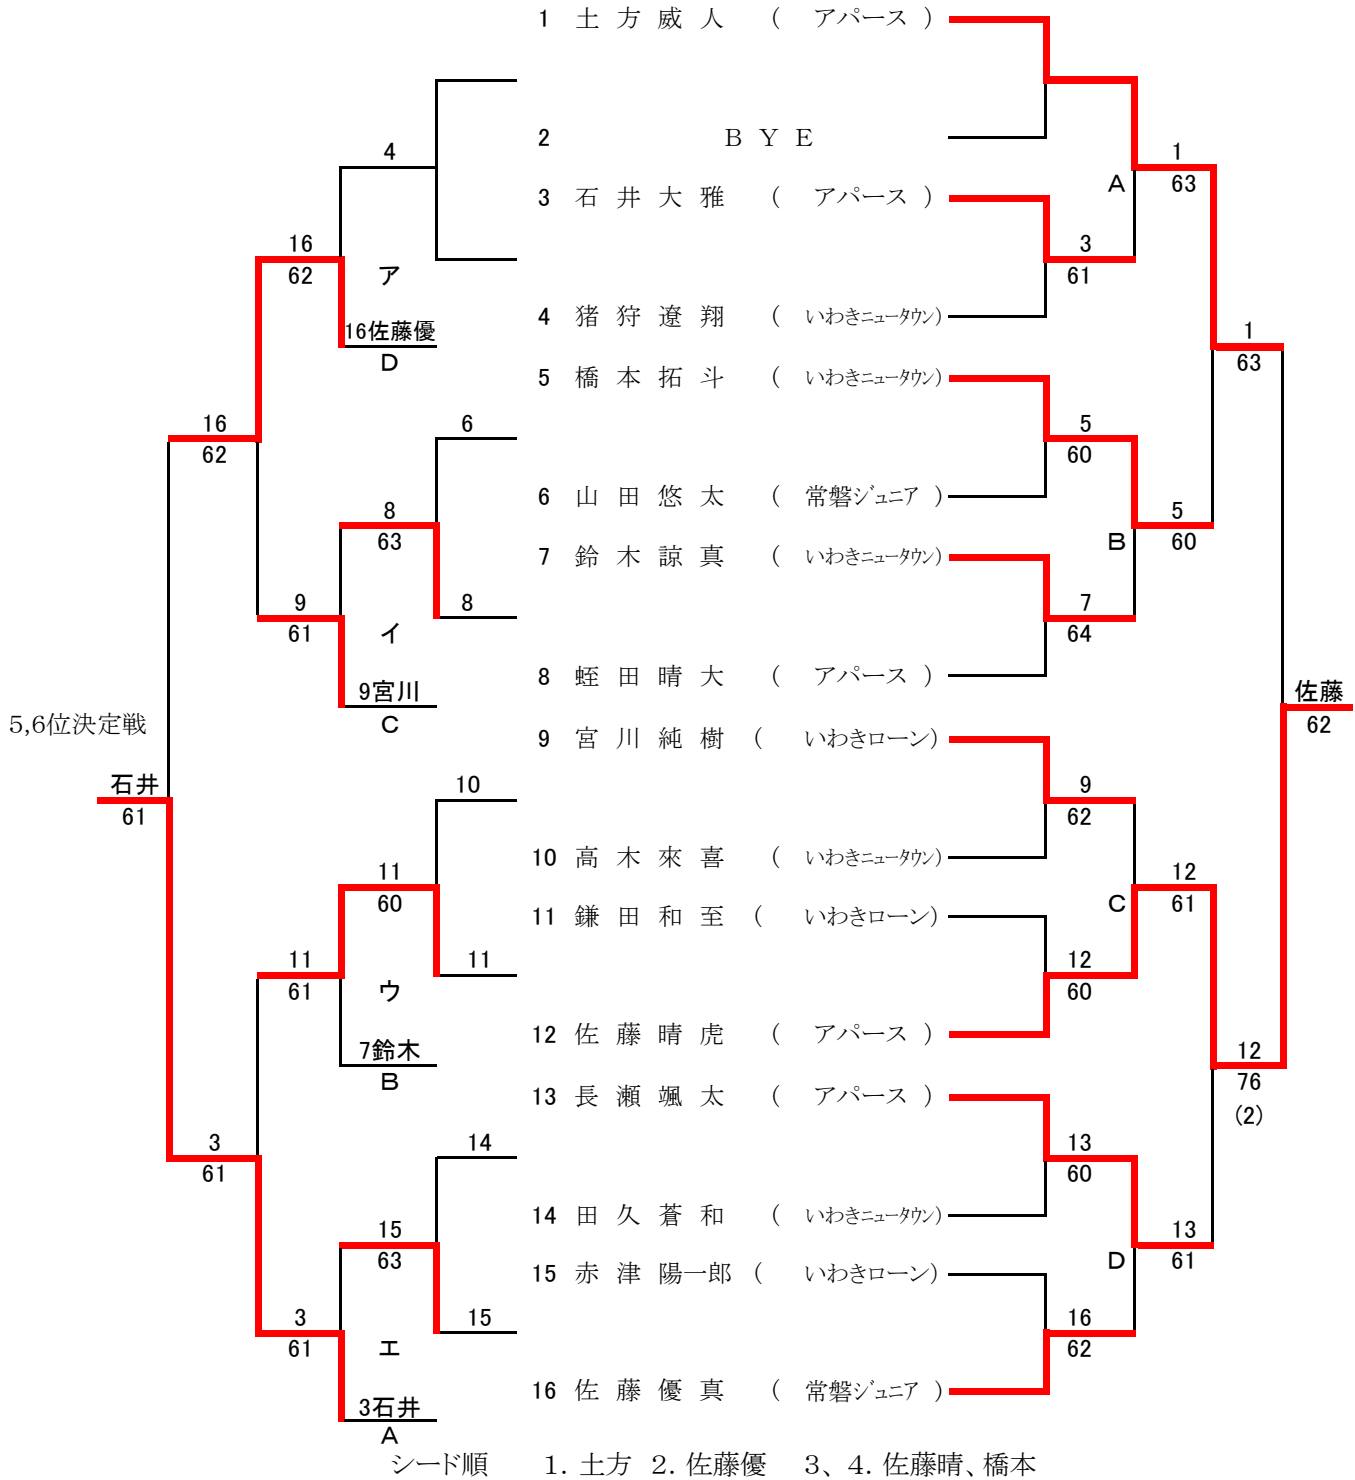 1 土方威人 ( アパース )
2 BYE
4
1
A
63
3 石井大雅 ( アパース )
16
3
62
ア
61
4 猪狩遼翔 ( いわきニュータウン)
16佐藤優
1
D
63
5 橋本拓斗 ( いわきニュータウン)
16
6
5
62
60
6 山田悠太 ( 常磐ジュニア )
8
5
63
B
60
7 鈴木諒真 ( いわきニュータウン)
9
8
7
61
イ
64
8 蛭田晴大 ( アパース )
9宮川
佐藤
C
62
5,6位決定戦
9 宮川純樹 ( いわきローン)
石井
10
9
61
62
10 高木來喜 ( いわきニュータウン)
11
12
60
C
61
11 鎌田和至 ( いわきローン)
11
11
12
61
ウ
60
12 佐藤晴虎 ( アパース )
7鈴木
12
B
76
(2)
13 長瀬颯太 ( アパース )
3
14
13
61
60
14 田久蒼和 ( いわきニュータウン)
15
13
63
D
61
15 赤津陽一郎 ( いわきローン)
3
15
16
61
エ
62
16 佐藤優真 ( 常磐ジュニア )
3石井
A
シード順 1. 土方 2. 佐藤優 3、4. 佐藤晴、橋本